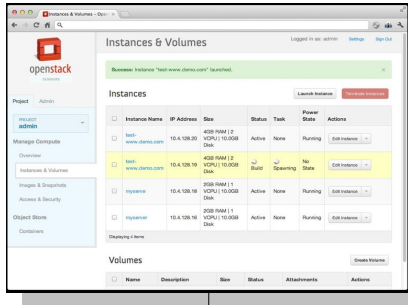 Instances & Volumes - Open
Instances & Volumes
Logged in as: admin
Settings
Sign Out
openstack
Success: Instance "test-www.demo.com" launched.
Instances
Launch Instance
Terminate Instances
Project
Admin
PROJECT
admin
Manage Compute
Overview
Instances & Volumes
Images & Snapshots
Access & Security
Object Store
Containers
Instance Name IP Address Size Status Task Power State Actions
test-www.demo.com 10.4.128.20 4GB RAM | 2 VCPU | 10.0GB Disk Active None Running Edit Instance
test-www.demo.com 10.4.128.19 4GB RAM | 2 VCPU | 10.0GB Disk Build Spawning No State Edit Instance
myserve 10.4.128.18 2GB RAM | 1 VCPU | 10.0GB Disk Active None Running Edit Instance
myserver 10.4.128.16 2GB RAM | 1 VCPU | 10.0GB Disk Active None Running Edit Instance
Displaying 4 items
Volumes
Create Volume
Name Description Size Status Attachments Actions